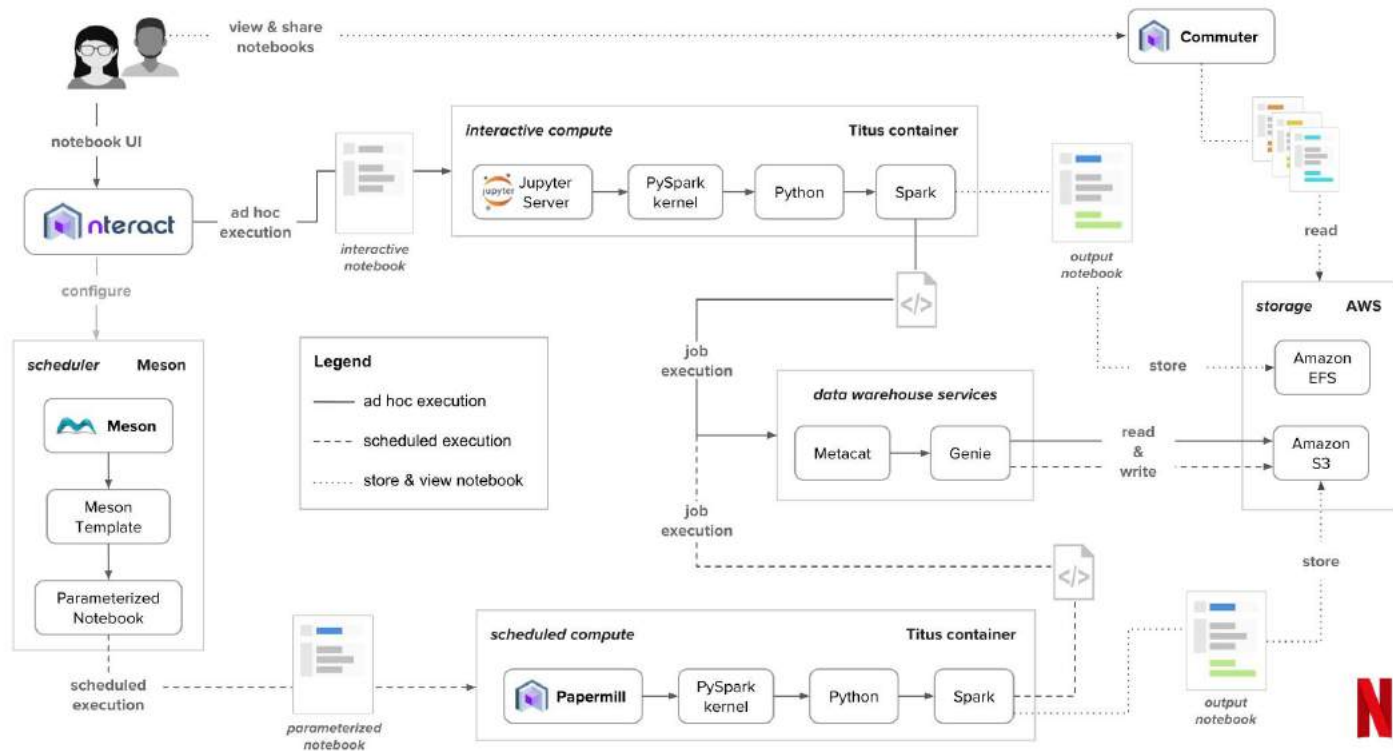 view & share
notebooks
Commuter
notebook UI
nteract
ad hoc
execution
interactive
notebook
interactive compute
Titus container
jupyter
Jupyter
Server
PySpark
kernel
Python
Spark
output
notebook
read
configure
scheduler
Meson
Meson
Meson
Template
Parameterized
Notebook
Legend
ad hoc execution
scheduled execution
store & view notebook
</>
job
execution
data warehouse services
Metacat
Genie
read
&
write
store
storage
AWS
Amazon
EFS
Amazon
S3
job
execution
</>
store
scheduled
execution
parameterized
notebook
scheduled compute
Titus container
Papermill
PySpark
kernel
Python
Spark
output
notebook
N